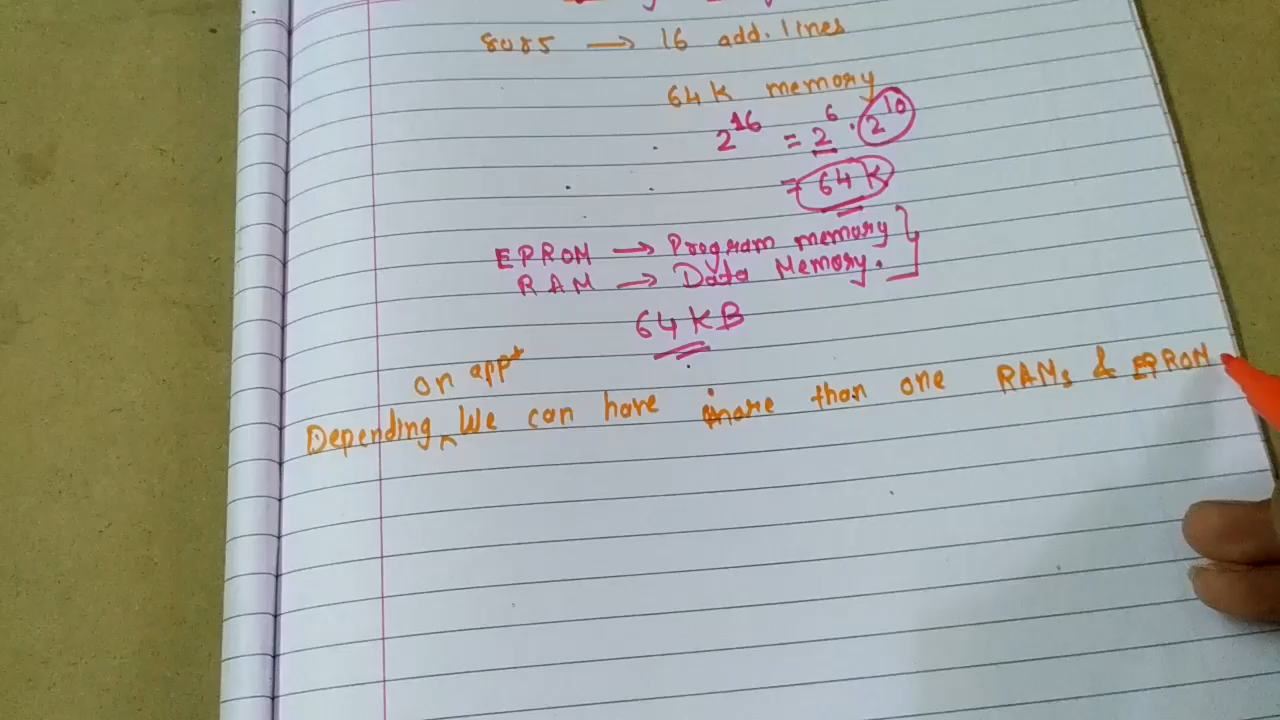 8085 → 16 add. lines
64K memory
2^16 = 2^6 . 2^10
= 64 K
EPROM → Program memory
RAM → Data Memory.
64 KB
on appⁿ
Depending ^ We can have more than one RAMs & EPROM